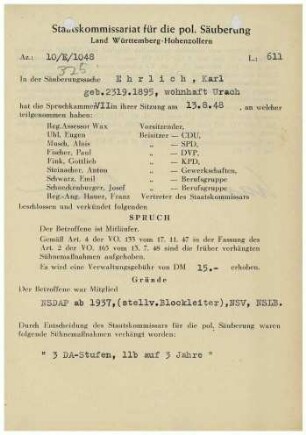 Staatskommissariat für die pol. Säuberung
Land Württemberg-Hohenzollern
Az.: 10/E/1048 L.: 611
325
In der Säuberungssache Ehrlich, Karl
geb.2319.1895, wohnhaft Urach
hat die Spruchkammer VII in ihrer Sitzung am 13.8.48 , an welcher
teilgenommen haben:
Reg.Assessor Wax Vorsitzender,
Uhl, Eugen Beisitzer — CDU,
Musch, Alois „ — SPD,
Fischer, Paul „ — DVP,
Fink, Gottlieb „ — KPD,
Steinacher, Anton „ — Gewerkschaften,
Schwarz, Emil „ — Berufsgruppe
Schenkenburger, Josef „ — Berufsgruppe
Reg.-Ang. Hauer, Franz Vertreter des Staatskommissars
beschlossen und verkündet folgenden
SPRUCH
Der Betroffene ist Mitläufer.
Gemäß Art. 4 der VO. 133 vom 17. 11. 47 in der Fassung des
Art. 2 der VO. 165 vom 13. 7. 48 sind die früher verhängten
Sühnemaßnahmen aufgehoben.
Es wird eine Verwaltungsgebühr von DM 15,- erhoben.
Gründe
Der Betroffene war Mitglied
NSDAP ab 1937,(stellv.Blockleiter),NSV, NSLB.
Durch Entscheidung des Staatskommissars für die pol. Säuberung waren
folgende Sühnemaßnahmen verhängt worden:
" 3 DA-Stufen, 11b auf 3 Jahre "